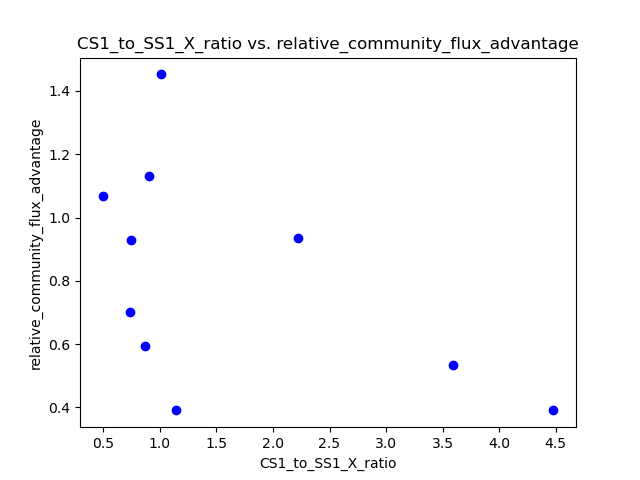 CS1_to_SS1_X_ratio vs. relative_community_flux_advantage
relative_community_flux_advantage
1.4
1.2
1.0
0.8
0.6
0.4
0.5 1.0 1.5 2.0 2.5 3.0 3.5 4.0 4.5
CS1_to_SS1_X_ratio